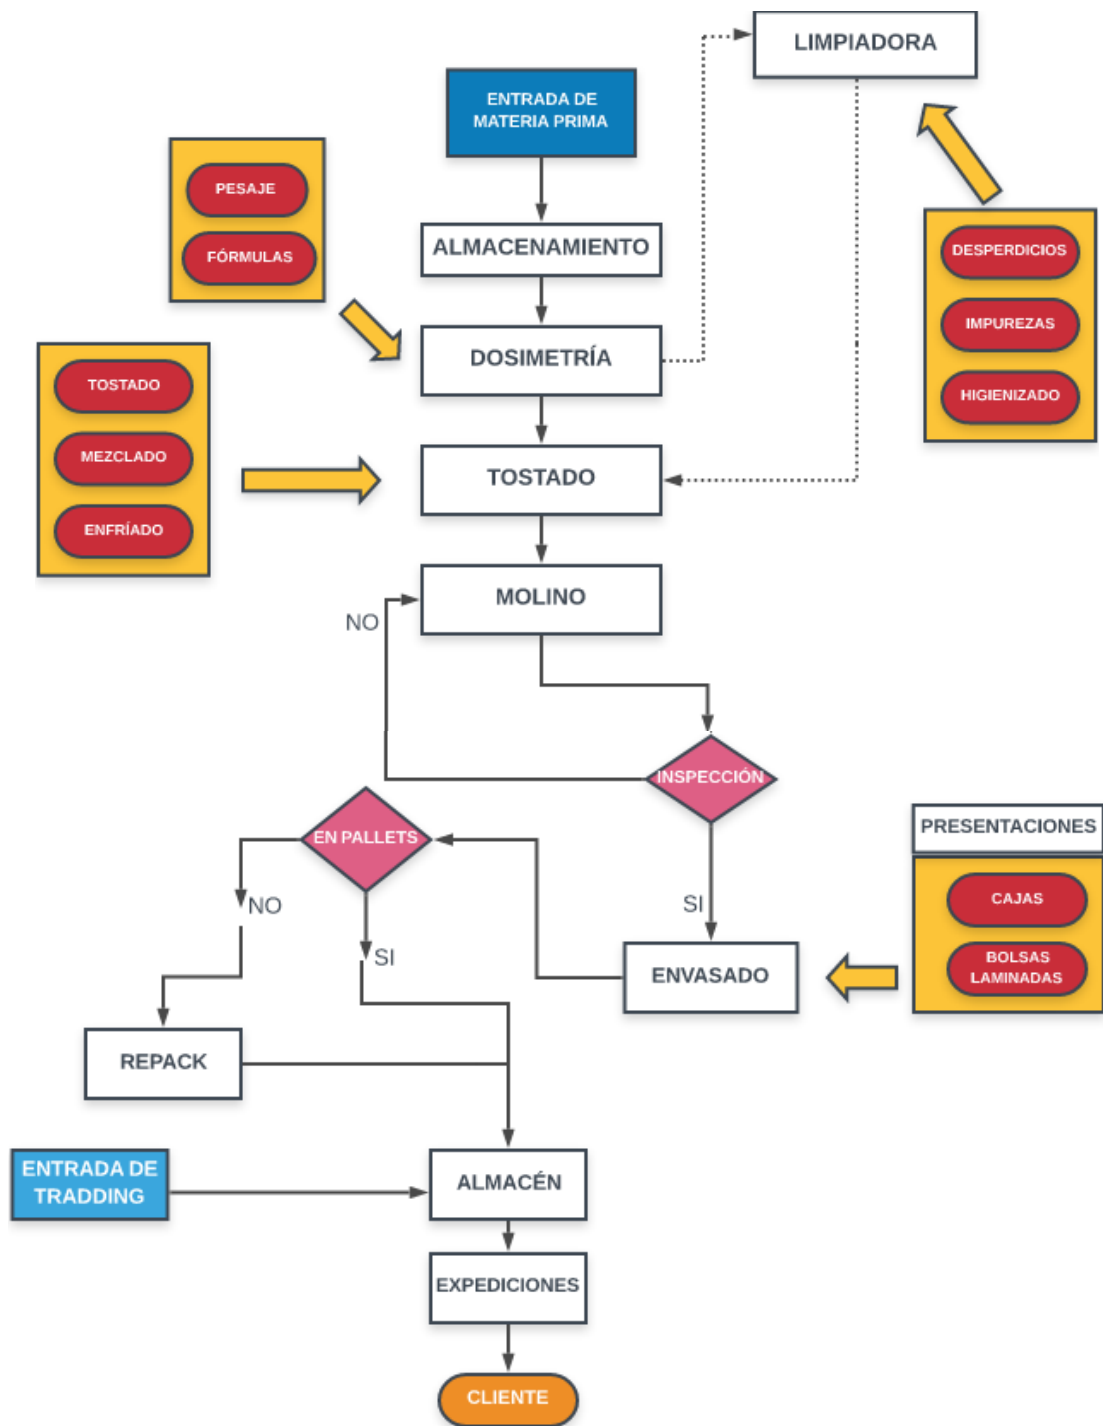 LIMPIADORA
ENTRADA DE
MATERIA PRIMA
PESAJE
FÓRMULAS
ALMACENAMIENTO
DESPERDICIOS
IMPUREZAS
HIGIENIZADO
DOSIMETRÍA
TOSTADO
MEZCLADO
ENFRÍADO
TOSTADO
MOLINO
NO
INSPECCIÓN
EN PALLETS
PRESENTACIONES
CAJAS
BOLSAS
LAMINADAS
NO
SI
SI
ENVASADO
REPACK
ENTRADA DE
TRADDING
ALMACÉN
EXPEDICIONES
CLIENTE